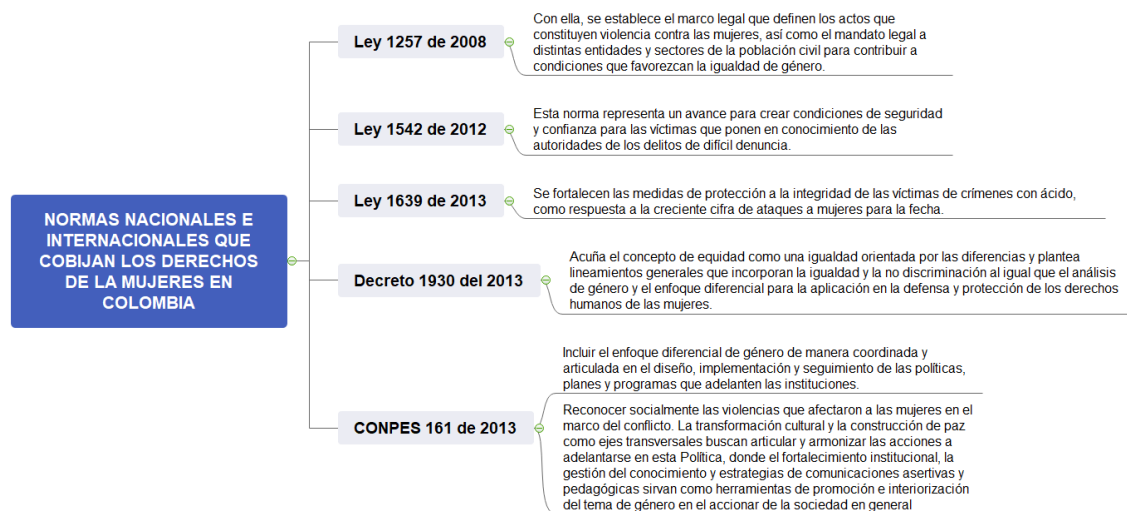 NORMAS NACIONALES E
INTERNACIONALES QUE
COBIJAN LOS DERECHOS
DE LA MUJERES EN
COLOMBIA
Ley 1257 de 2008
Con ella, se establece el marco legal que definen los actos que
constituyen violencia contra las mujeres, así como el mandato legal a
distintas entidades y sectores de la población civil para contribuir a
condiciones que favorezcan la igualdad de género.
Ley 1542 de 2012
Esta norma representa un avance para crear condiciones de seguridad
y confianza para las víctimas que ponen en conocimiento de las
autoridades de los delitos de difícil denuncia.
Ley 1639 de 2013
Se fortalecen las medidas de protección a la integridad de las víctimas de crímenes con ácido,
como respuesta a la creciente cifra de ataques a mujeres para la fecha.
Decreto 1930 del 2013
Acuña el concepto de equidad como una igualdad orientada por las diferencias y plantea
lineamientos generales que incorporan la igualdad y la no discriminación al igual que el análisis
de género y el enfoque diferencial para la aplicación en la defensa y protección de los derechos
humanos de las mujeres.
CONPES 161 de 2013
Incluir el enfoque diferencial de género de manera coordinada y
articulada en el diseño, implementación y seguimiento de las políticas,
planes y programas que adelanten las instituciones.
Reconocer socialmente las violencias que afectaron a las mujeres en el
marco del conflicto. La transformación cultural y la construcción de paz
como ejes transversales buscan articular y armonizar las acciones a
adelantarse en esta Política, donde el fortalecimiento institucional, la
gestión del conocimiento y estrategias de comunicaciones asertivas y
pedagógicas sirvan como herramientas de promoción e interiorización
del tema de género en el accionar de la sociedad en general